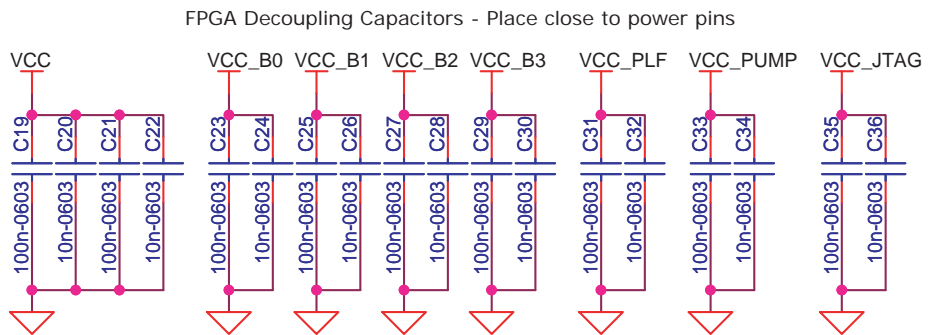 FPGA Decoupling Capacitors - Place close to power pins
VCC VCC_B0 VCC_B1 VCC_B2 VCC_B3 VCC_PLF VCC_PUMP VCC_JTAG
C19 C20 C21 C22 C23 C24 C25 C26 C27 C28 C29 C30 C31 C32 C33 C34 C35 C36
100n-0603 10n-0603 100n-0603 10n-0603 100n-0603 10n-0603 100n-0603 10n-0603 100n-0603 10n-0603 100n-0603 10n-0603 100n-0603 10n-0603 100n-0603 10n-0603 100n-0603 10n-0603